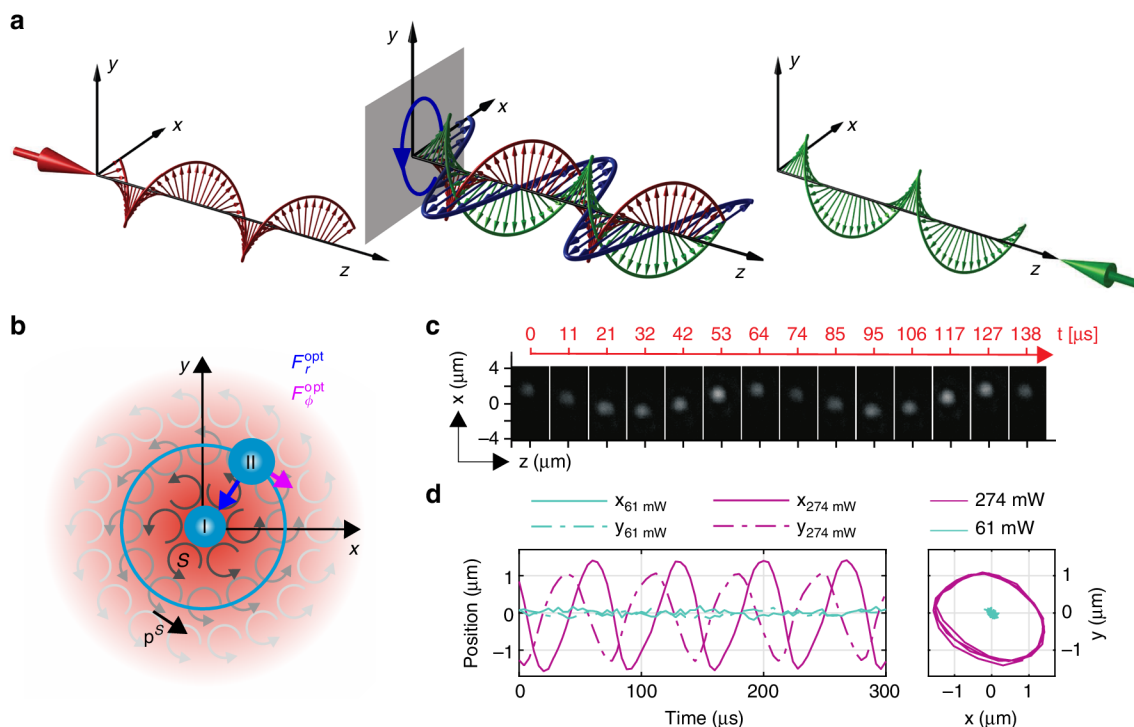 a
y
x
z
y
x
z
y
x
z
b
y
F_r^opt
F_ϕ^opt
II
I
x
S
p^S
c
0 11 21 32 42 53 64 74 85 95 106 117 127 138 t [μs]
x (μm)
4
0
−4
z (μm)
d
x_61 mW x_274 mW 274 mW
y_61 mW y_274 mW 61 mW
Position (μm)
1
0
−1
0 100 200 300
Time (μs)
1
0
−1
y (μm)
−1 0 1
x (μm)